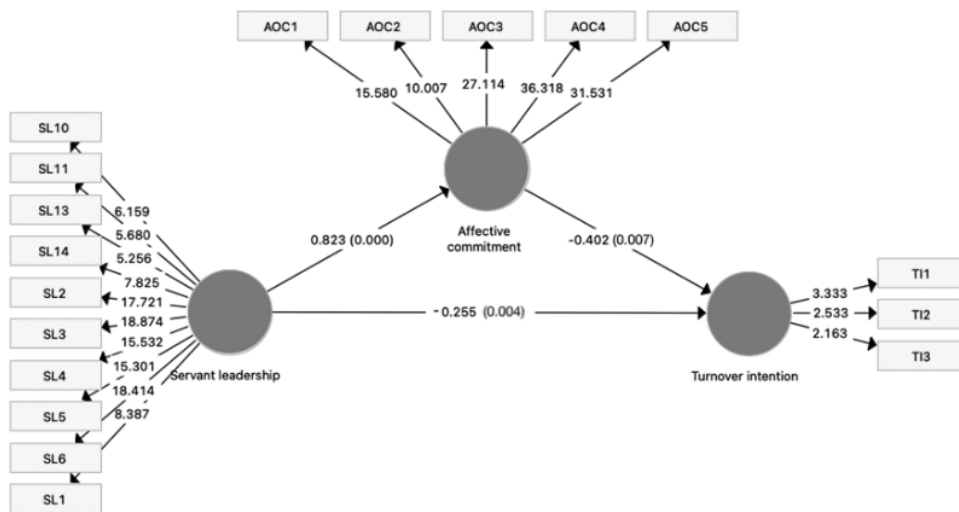 AOC1 AOC2 AOC3 AOC4 AOC5
15.580 10.007 27.114 36.318 31.531
SL10
SL11
SL13
SL14
SL2
SL3
SL4
SL5
SL6
SL1
6.159
5.680
5.256
7.825
17.721
18.874
15.532
15.301
18.414
8.387
Servant leadership
0.823 (0.000)
Affective
commitment
-0.402 (0.007)
-0.255 (0.004)
Turnover intention
3.333
2.533
2.163
TI1
TI2
TI3